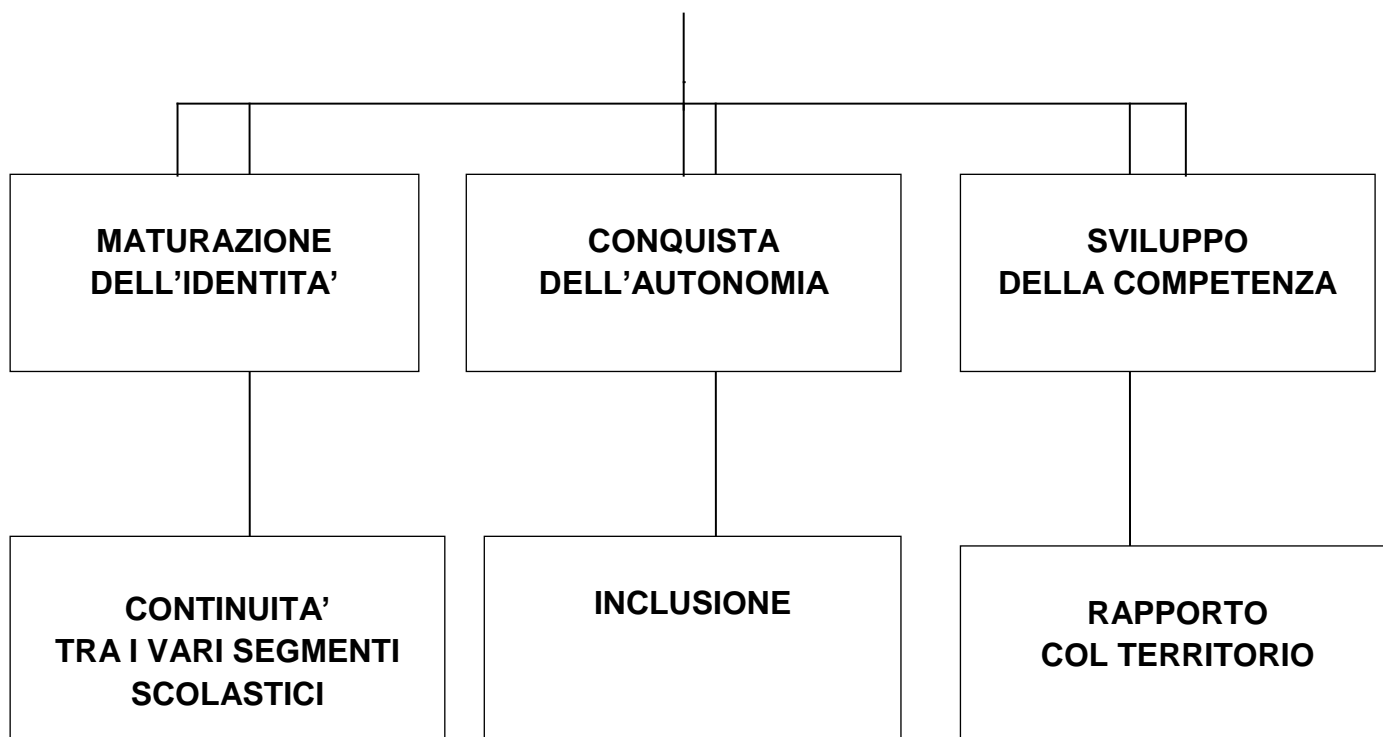 MATURAZIONE
DELL’IDENTITA’
CONQUISTA
DELL’AUTONOMIA
SVILUPPO
DELLA COMPETENZA
CONTINUITA’
TRA I VARI SEGMENTI
SCOLASTICI
INCLUSIONE
RAPPORTO
COL TERRITORIO